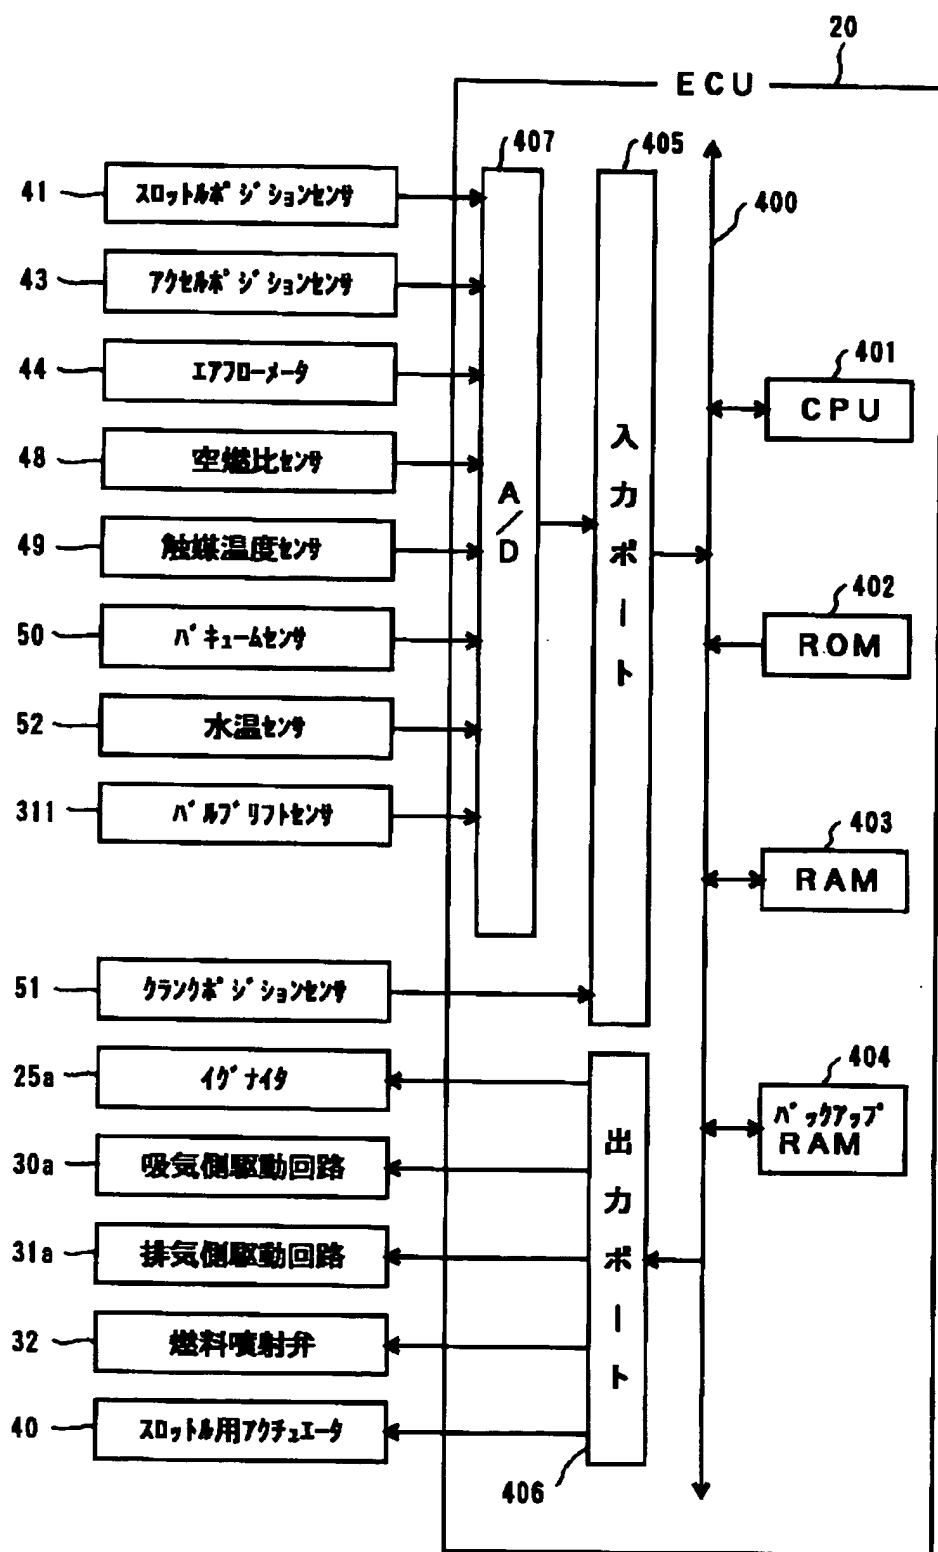 20
ECU
407
405
400
41 スロットルポジションセンサ
43 アクセルポジションセンサ
44 エアフローメータ
401
CPU
48 空燃比センサ
49 触媒温度センサ
A/D
入力ポート
50 バキュームセンサ
402
ROM
52 水温センサ
311 バルブリフトセンサ
403
RAM
51 クランクポジションセンサ
25a イグナイタ
404
バックアップ
RAM
30a 吸気側駆動回路
31a 排気側駆動回路
出力ポート
32 燃料噴射弁
40 スロットル用アクチュエータ
406